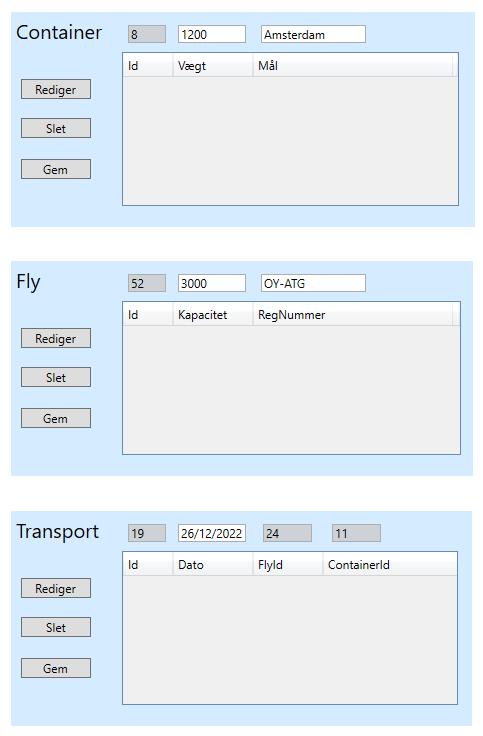 Container 8 1200 Amsterdam
Id Vægt Mål
Rediger
Slet
Gem
Fly 52 3000 OY-ATG
Id Kapacitet RegNummer
Rediger
Slet
Gem
Transport 19 26/12/2022 24 11
Id Dato FlyId ContainerId
Rediger
Slet
Gem